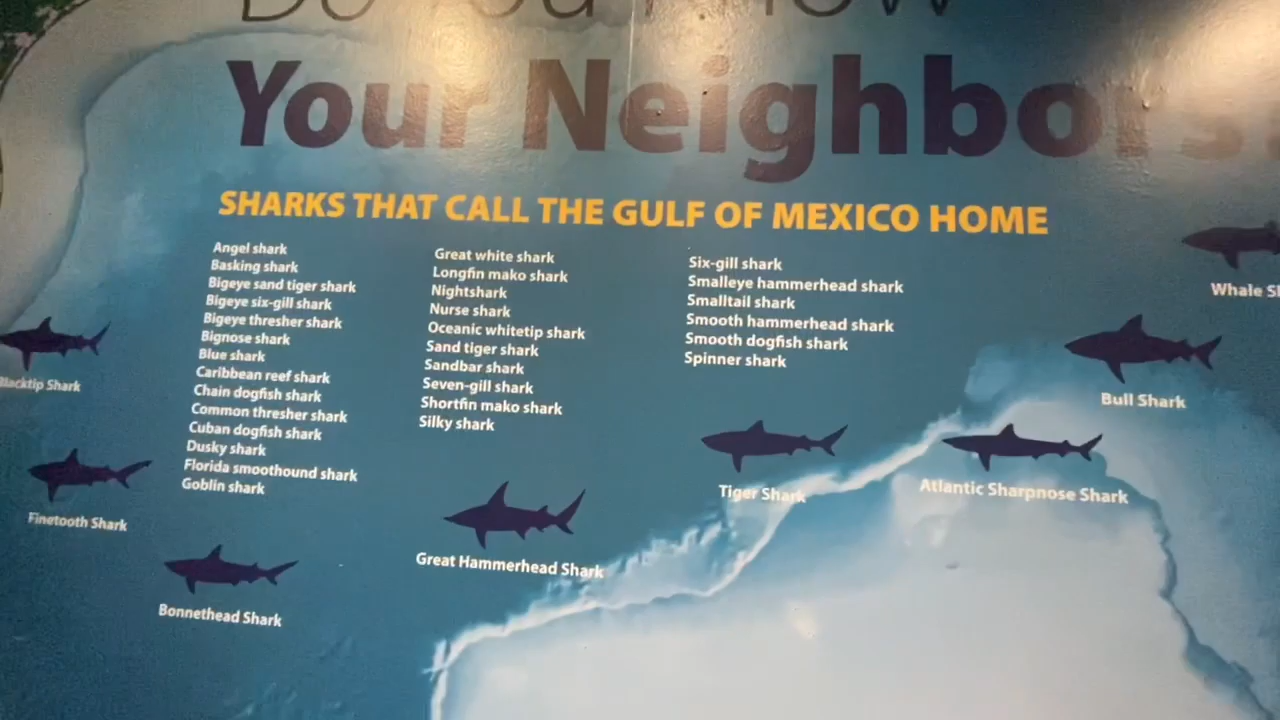 Do You Know
Your Neighbors?
SHARKS THAT CALL THE GULF OF MEXICO HOME
Angel shark
Basking shark
Bigeye sand tiger shark
Bigeye six-gill shark
Bigeye thresher shark
Bignose shark
Blue shark
Caribbean reef shark
Chain dogfish shark
Common thresher shark
Cuban dogfish shark
Dusky shark
Florida smoothound shark
Goblin shark
Great white shark
Longfin mako shark
Nightshark
Nurse shark
Oceanic whitetip shark
Sand tiger shark
Sandbar shark
Seven-gill shark
Shortfin mako shark
Silky shark
Six-gill shark
Smalleye hammerhead shark
Smalltail shark
Smooth hammerhead shark
Smooth dogfish shark
Spinner shark
Whale
Blacktip Shark
Bull Shark
Finetooth Shark
Tiger Shark
Atlantic Sharpnose Shark
Great Hammerhead Shark
Bonnethead Shark